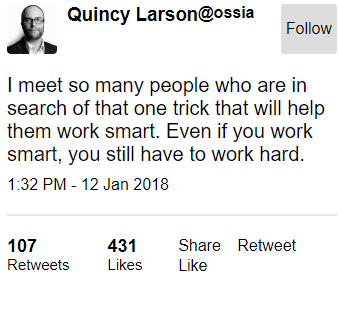 Quincy Larson@ossia
Follow
I meet so many people who are in
search of that one trick that will help
them work smart. Even if you work
smart, you still have to work hard.
1:32 PM - 12 Jan 2018
107 431 Share Retweet
Retweets Likes Like